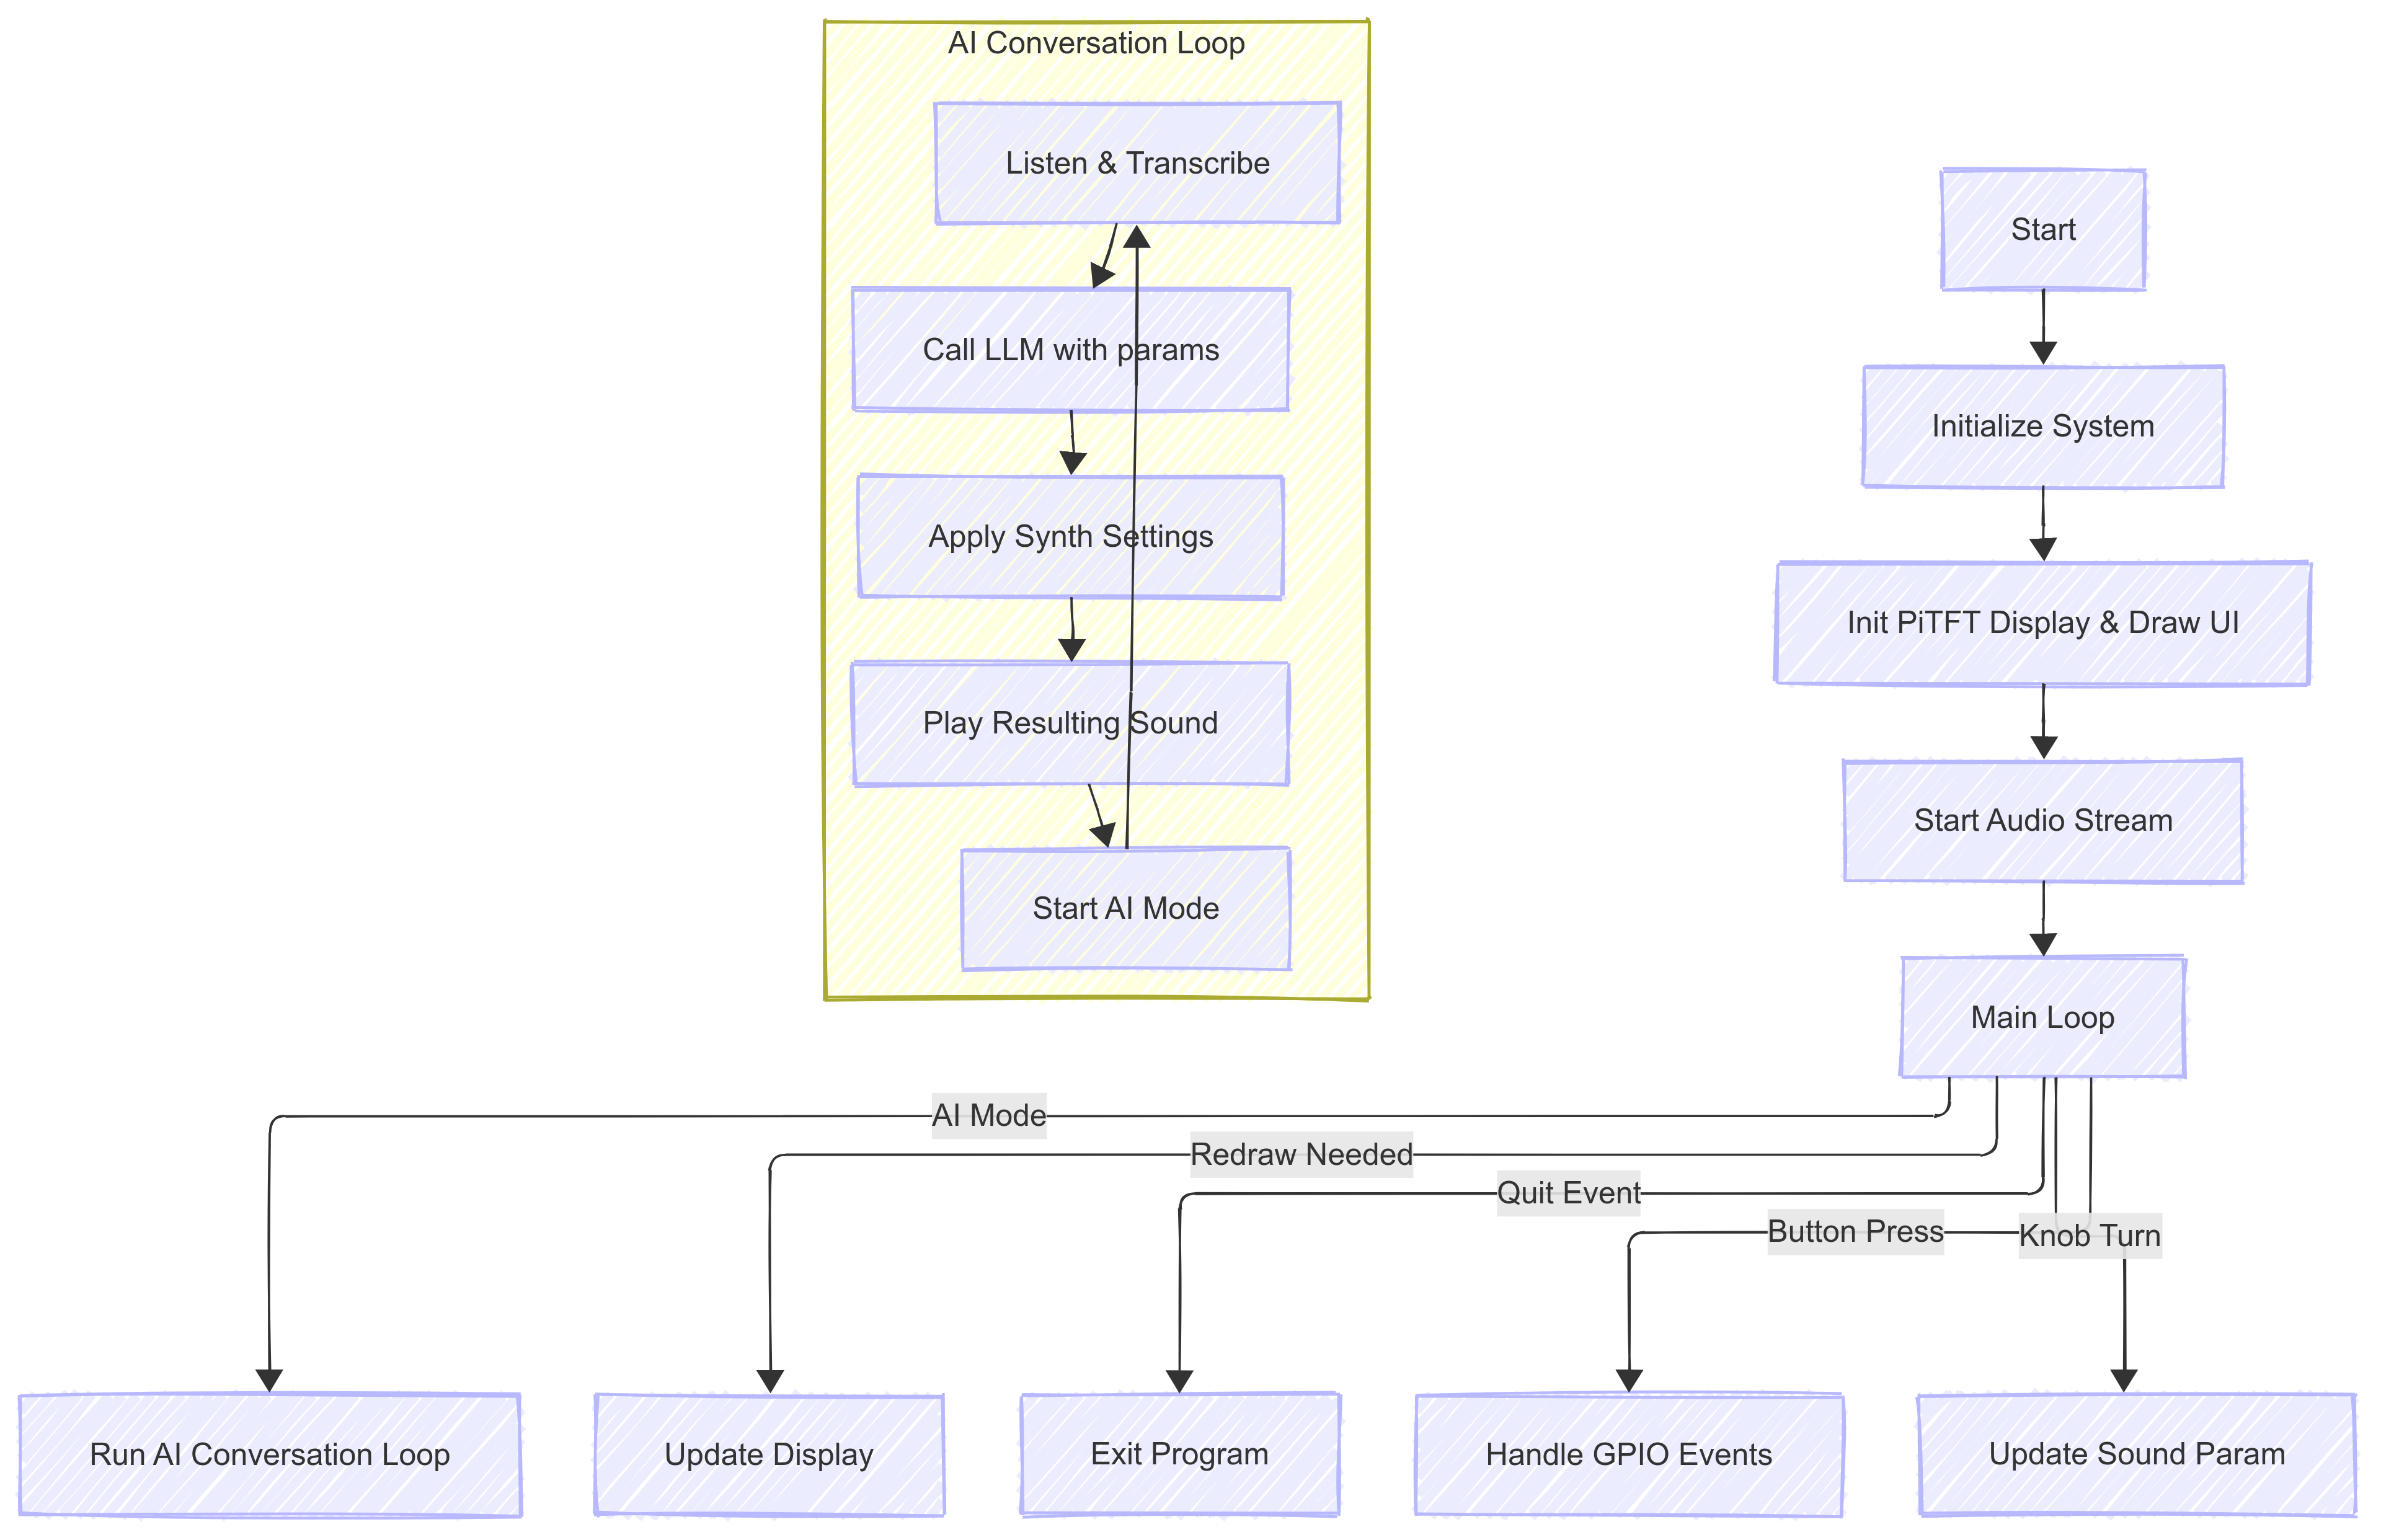 AI Conversation Loop
Listen & Transcribe
Call LLM with params
Apply Synth Settings
Play Resulting Sound
Start AI Mode
Start
Initialize System
Init PiTFT Display & Draw UI
Start Audio Stream
Main Loop
AI Mode
Redraw Needed
Quit Event
Button Press
Knob Turn
Run AI Conversation Loop
Update Display
Exit Program
Handle GPIO Events
Update Sound Param